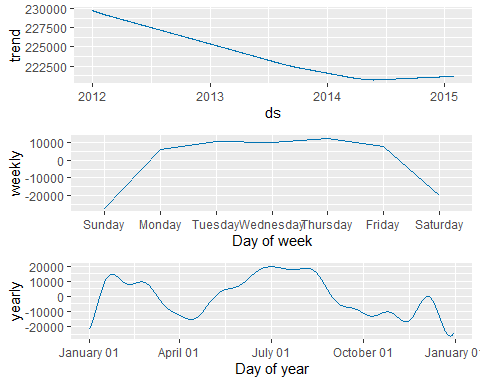 230000
227500
225000
222500
trend
2012 2013 2014 2015
ds
10000
0
-10000
-20000
weekly
Sunday Monday Tuesday Wednesday Thursday Friday Saturday
Day of week
20000
10000
0
-10000
-20000
yearly
January 01 April 01 July 01 October 01 January 0
Day of year